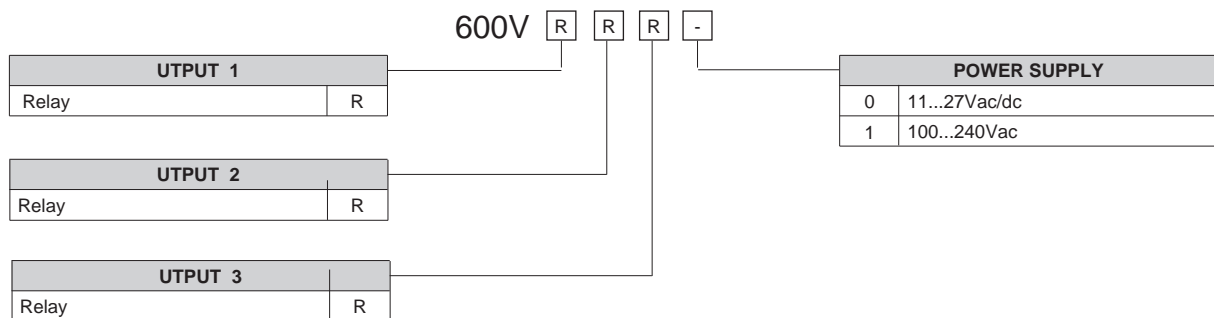 600V R R R -
UTPUT 1
Relay R
UTPUT 2
Relay R
UTPUT 3
Relay R
POWER SUPPLY
0 11...27Vac/dc
1 100...240Vac